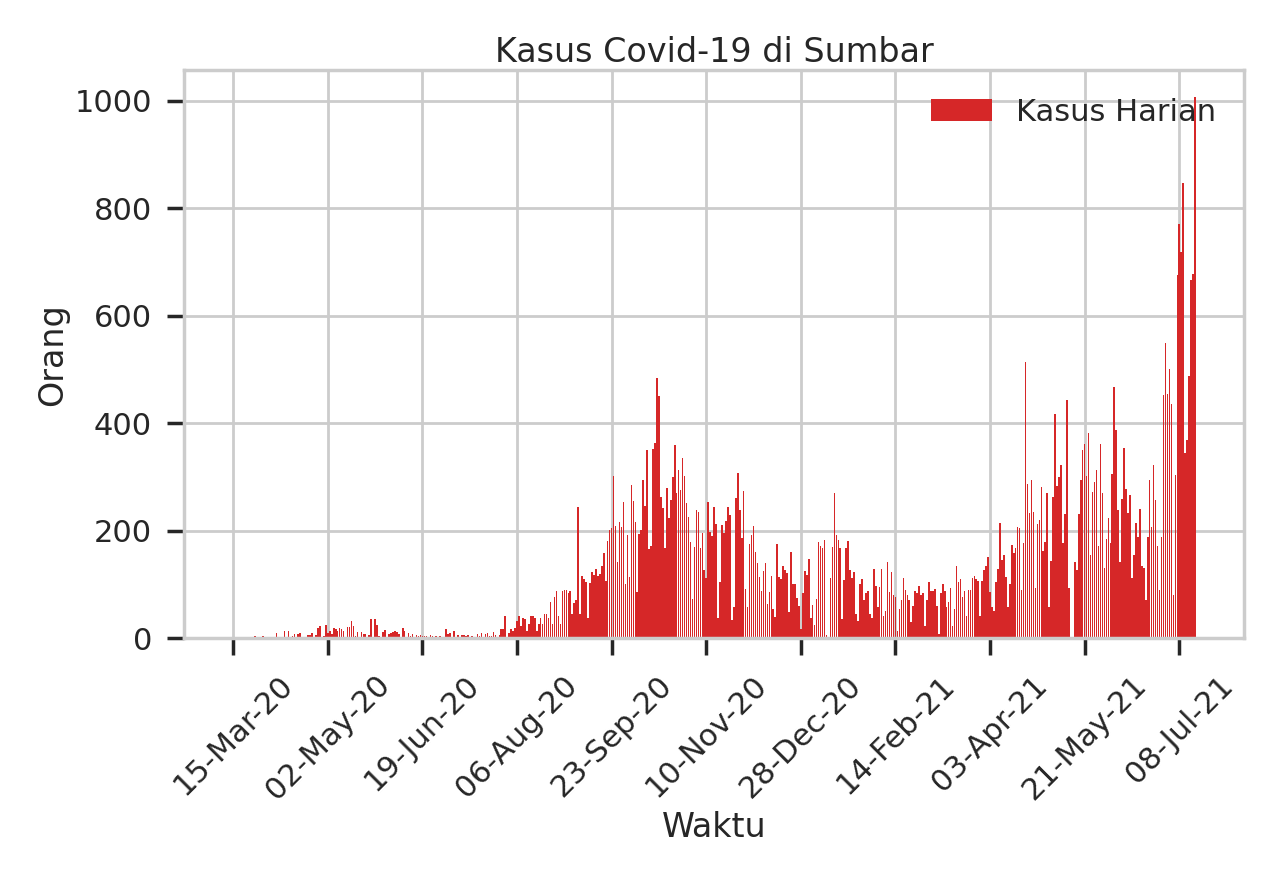 Kasus Covid-19 di Sumbar
Kasus Harian
Orang
1000
800
600
400
200
0
15-Mar-20
02-May-20
19-Jun-20
06-Aug-20
23-Sep-20
10-Nov-20
28-Dec-20
14-Feb-21
03-Apr-21
21-May-21
08-Jul-21
Waktu